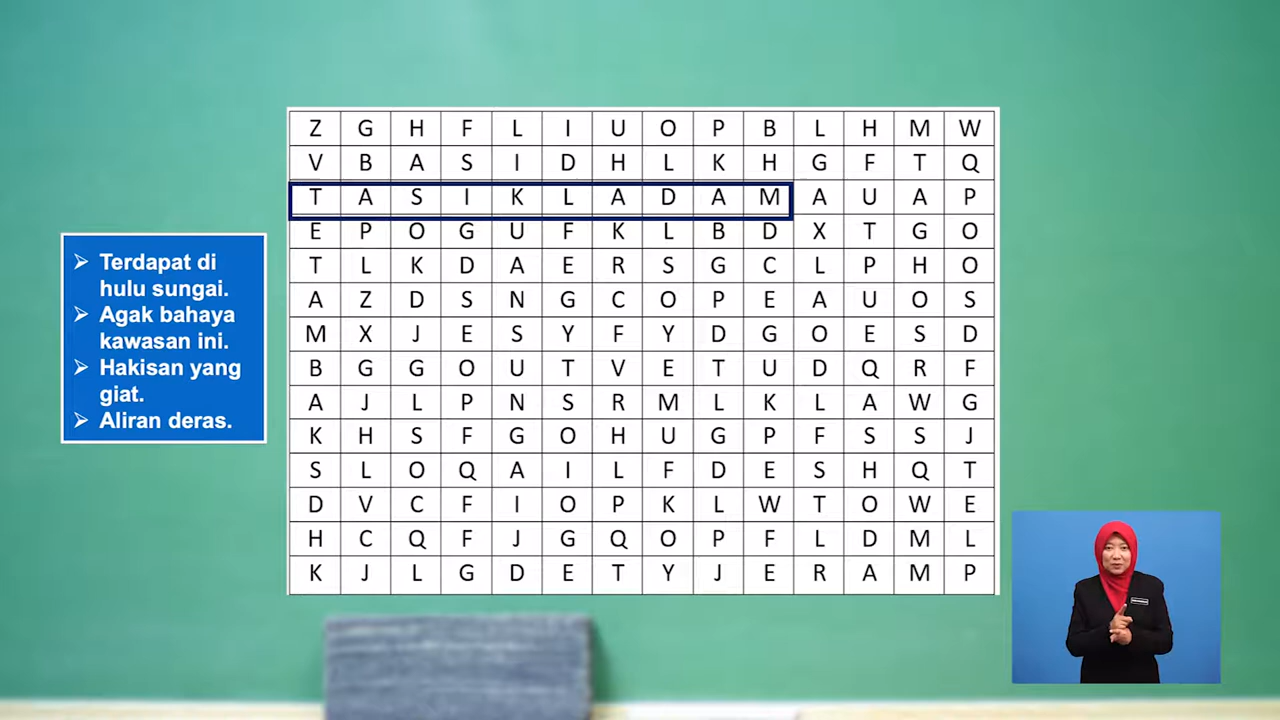 Z G H F L I U O P B L H M W
V B A S I D H L K H G F T Q
T A S I K L A D A M A U A P
E P O G U F K L B D X T G O
T L K D A E R S G C L P H O
A Z D S N G C O P E A U O S
M X J E S Y F Y D G O E S D
B G G O U T V E T U D Q R F
A J L P N S R M L K L A W G
K H S F G O H U G P F S S J
S L O Q A I L F D E S H Q T
D V C F I O P K L W T O W E
H C Q F J G Q O P F L D M L
K J L G D E T Y J E R A M P
Terdapat di
hulu sungai.
Agak bahaya
kawasan ini.
Hakisan yang
giat.
Aliran deras.